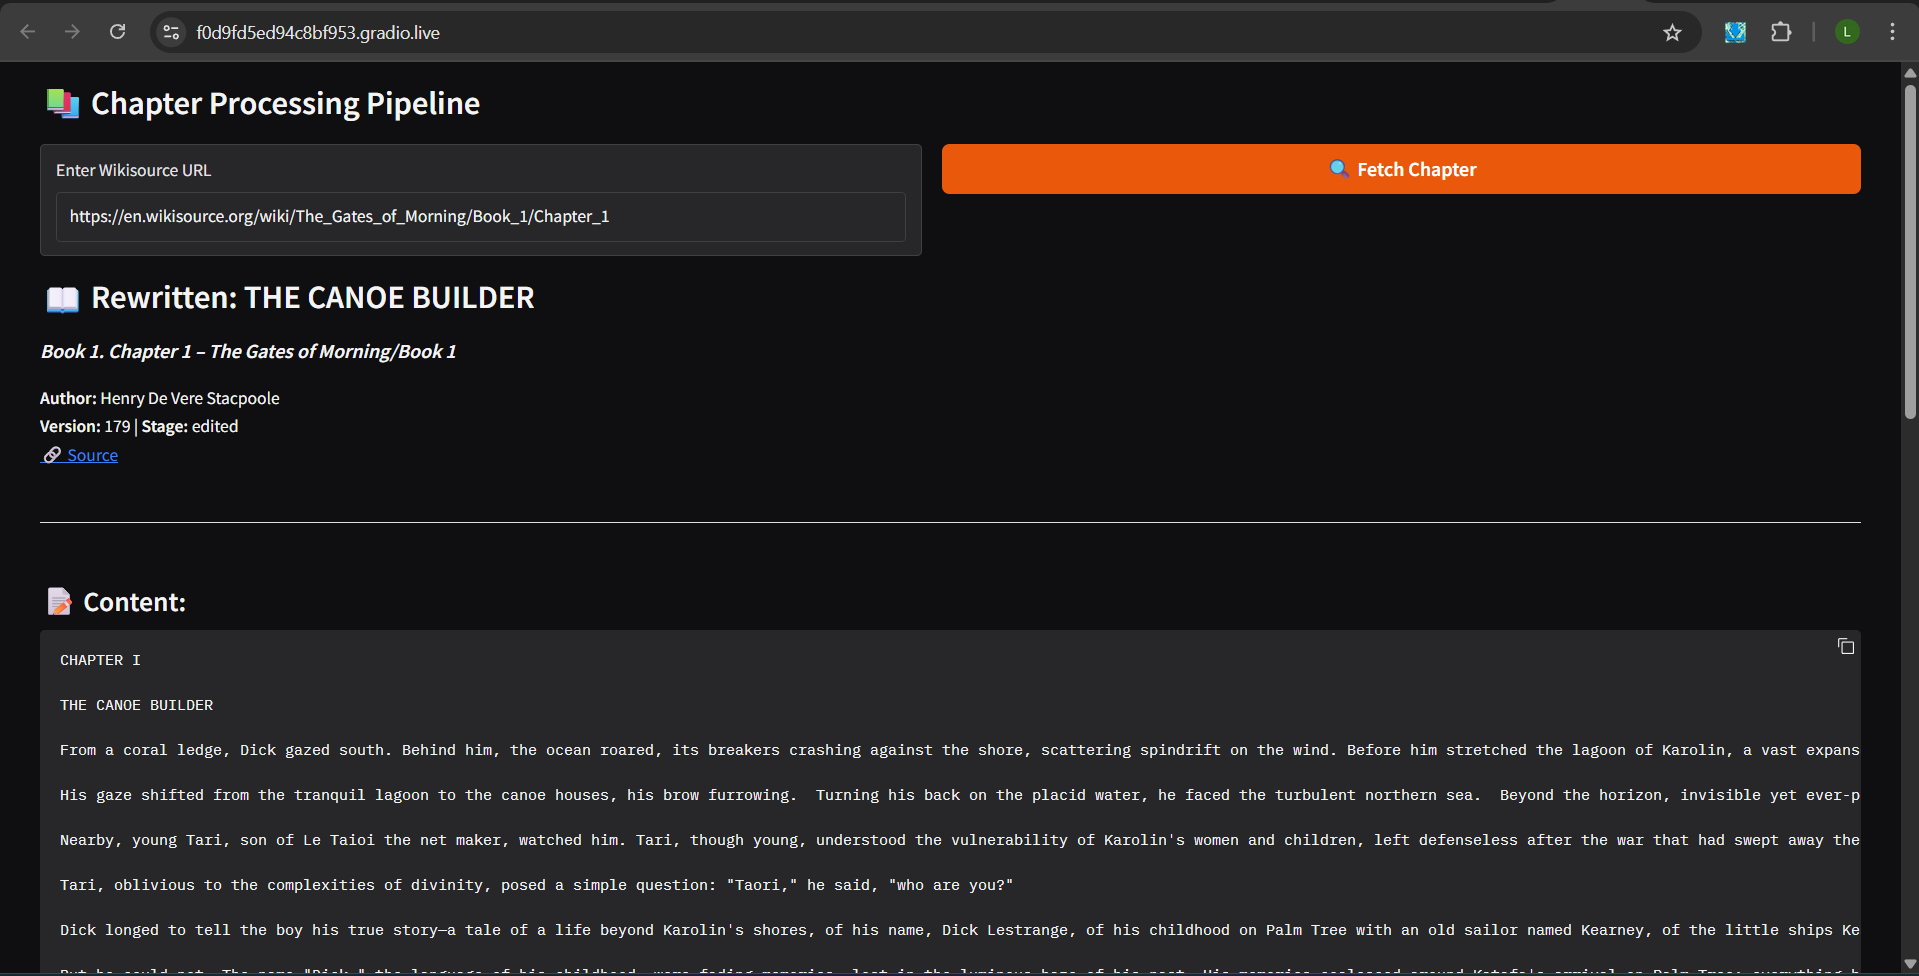 f0d9fd5ed94c8bf953.gradio.live
L
Chapter Processing Pipeline
Enter Wikisource URL
https://en.wikisource.org/wiki/The_Gates_of_Morning/Book_1/Chapter_1
Fetch Chapter
Rewritten: THE CANOE BUILDER
Book 1. Chapter 1 – The Gates of Morning/Book 1
Author: Henry De Vere Stacpoole
Version: 179 | Stage: edited
Source
Content:
CHAPTER I
THE CANOE BUILDER
From a coral ledge, Dick gazed south. Behind him, the ocean roared, its breakers crashing against the shore, scattering spindrift on the wind. Before him stretched the lagoon of Karolin, a vast expans
His gaze shifted from the tranquil lagoon to the canoe houses, his brow furrowing.  Turning his back on the placid water, he faced the turbulent northern sea.  Beyond the horizon, invisible yet ever-p
Nearby, young Tari, son of Le Taioi the net maker, watched him. Tari, though young, understood the vulnerability of Karolin's women and children, left defenseless after the war that had swept away the
Tari, oblivious to the complexities of divinity, posed a simple question: "Taori," he said, "who are you?"
Dick longed to tell the boy his true story—a tale of a life beyond Karolin's shores, of his name, Dick Lestrange, of his childhood on Palm Tree with an old sailor named Kearney, of the little ships Ke